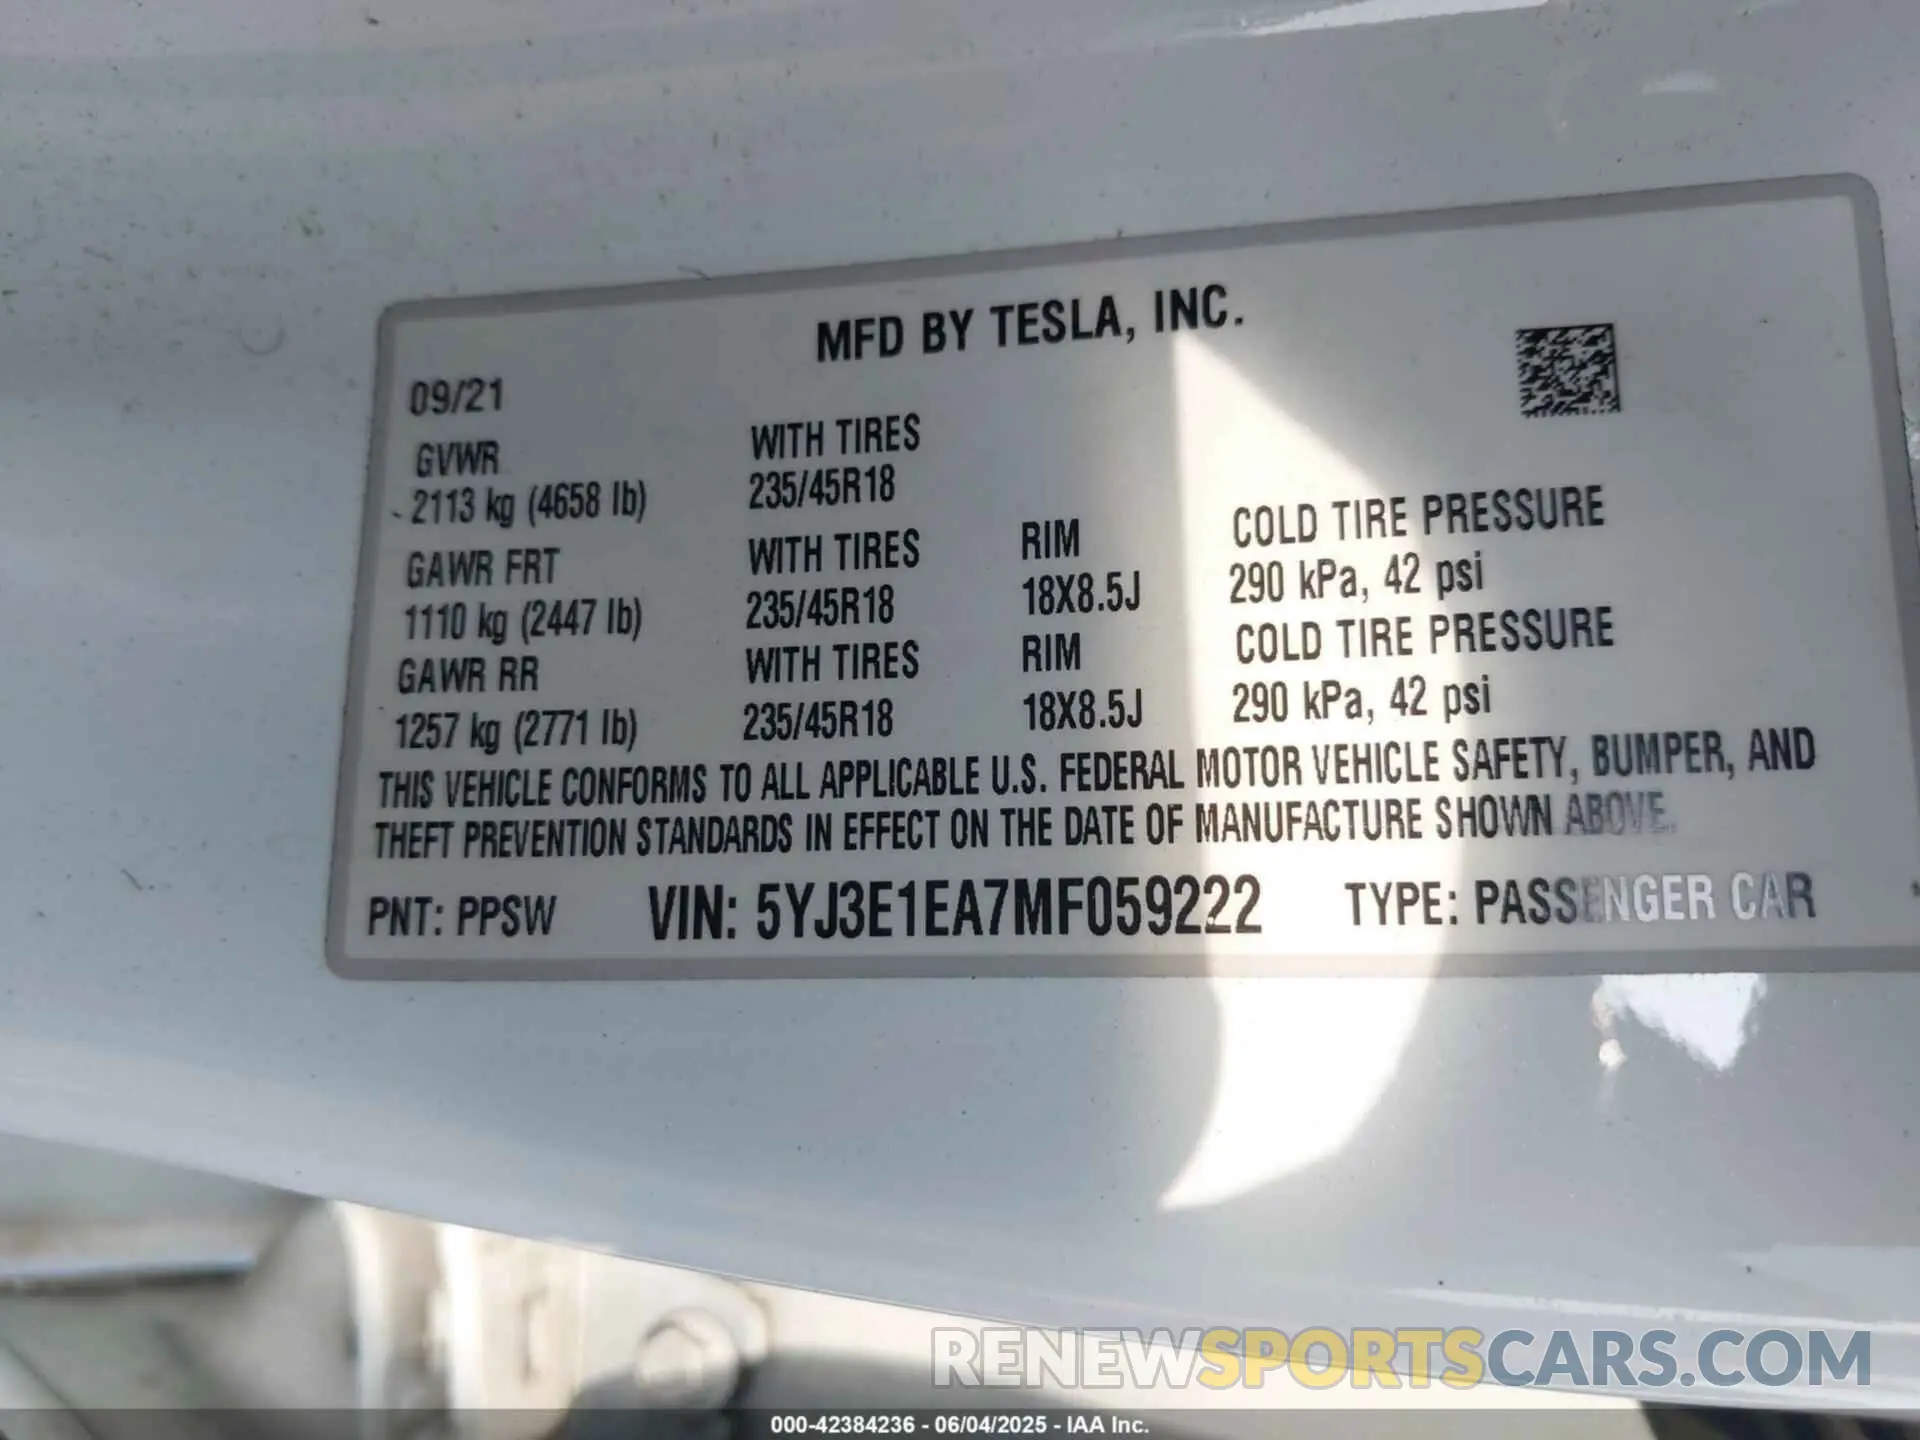 MFD BY TESLA, INC.
09/21
GVWR WITH TIRES
2113 kg (4658 lb) 235/45R18
GAWR FRT WITH TIRES RIM COLD TIRE PRESSURE
1110 kg (2447 lb) 235/45R18 18X8.5J 290 kPa, 42 psi
GAWR RR WITH TIRES RIM COLD TIRE PRESSURE
1257 kg (2771 lb) 235/45R18 18X8.5J 290 kPa, 42 psi
THIS VEHICLE CONFORMS TO ALL APPLICABLE U.S. FEDERAL MOTOR VEHICLE SAFETY, BUMPER, AND
THEFT PREVENTION STANDARDS IN EFFECT ON THE DATE OF MANUFACTURE SHOWN ABOVE.
PNT: PPSW VIN: 5YJ3E1EA7MF059222 TYPE: PASSENGER CAR
RENEWSPORTSCARS.COM
000-42384236 - 06/04/2025 - IAA Inc.